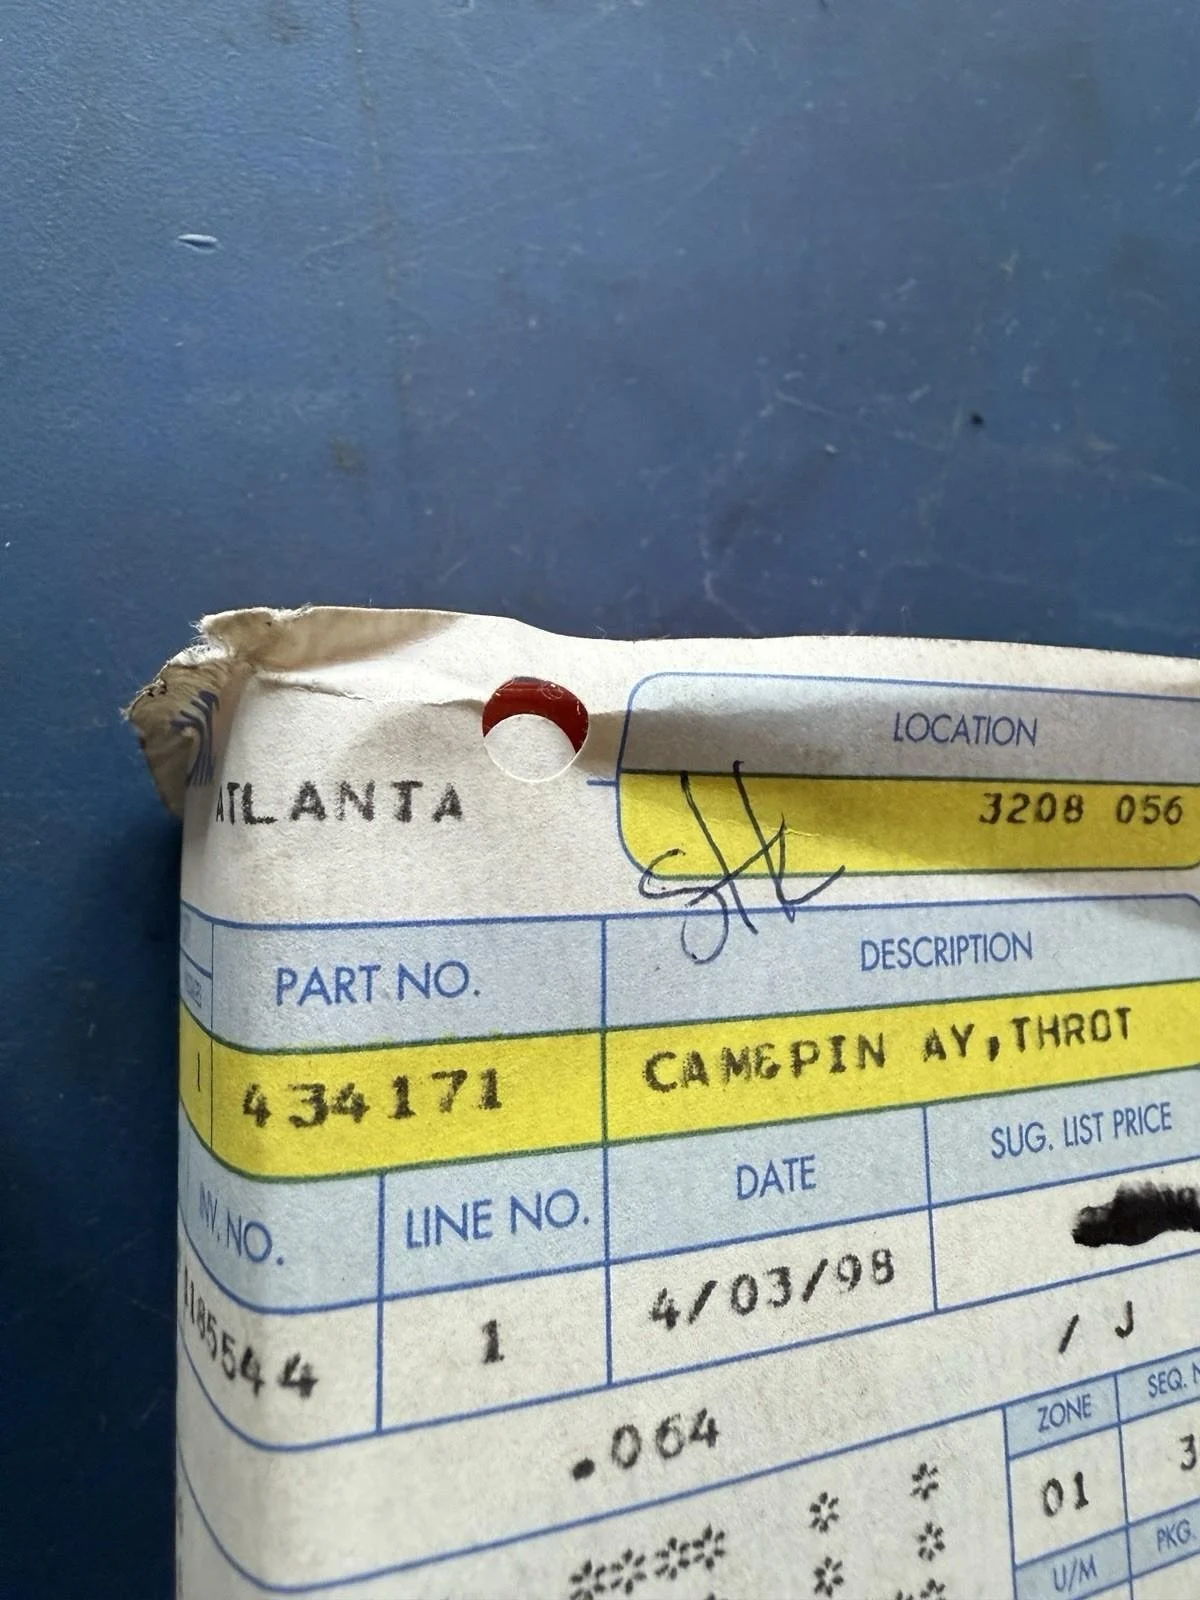 LOCATION
ATLANTA
3208 056
PART NO.
DESCRIPTION
1
434171
CAM&PIN AY,THROT
INV. NO.
LINE NO.
DATE
SUG. LIST PRICE
1
4/03/98
/ J
.064
ZONE
SEQ.
01
3
U/M
PKG.
* *
**** *